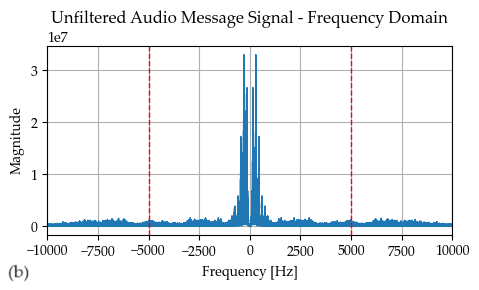 Unfiltered Audio Message Signal - Frequency Domain
1e7
3
2
1
0
Magnitude
−10000 −7500 −5000 −2500 0 2500 5000 7500 10000
Frequency [Hz]
(b)